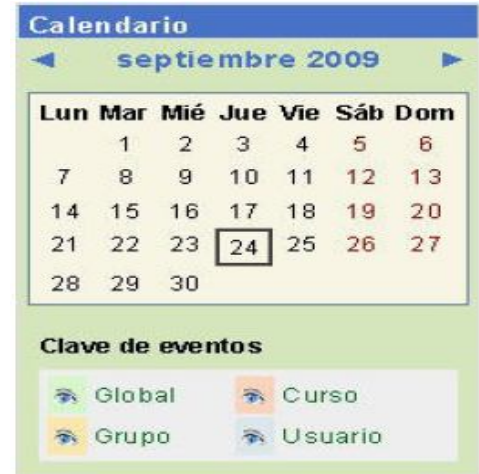 Calendario
septiembre 2009
Lun Mar Mié Jue Vie Sáb Dom
1 2 3 4 5 6
7 8 9 10 11 12 13
14 15 16 17 18 19 20
21 22 23 24 25 26 27
28 29 30
Clave de eventos
Global Curso
Grupo Usuario